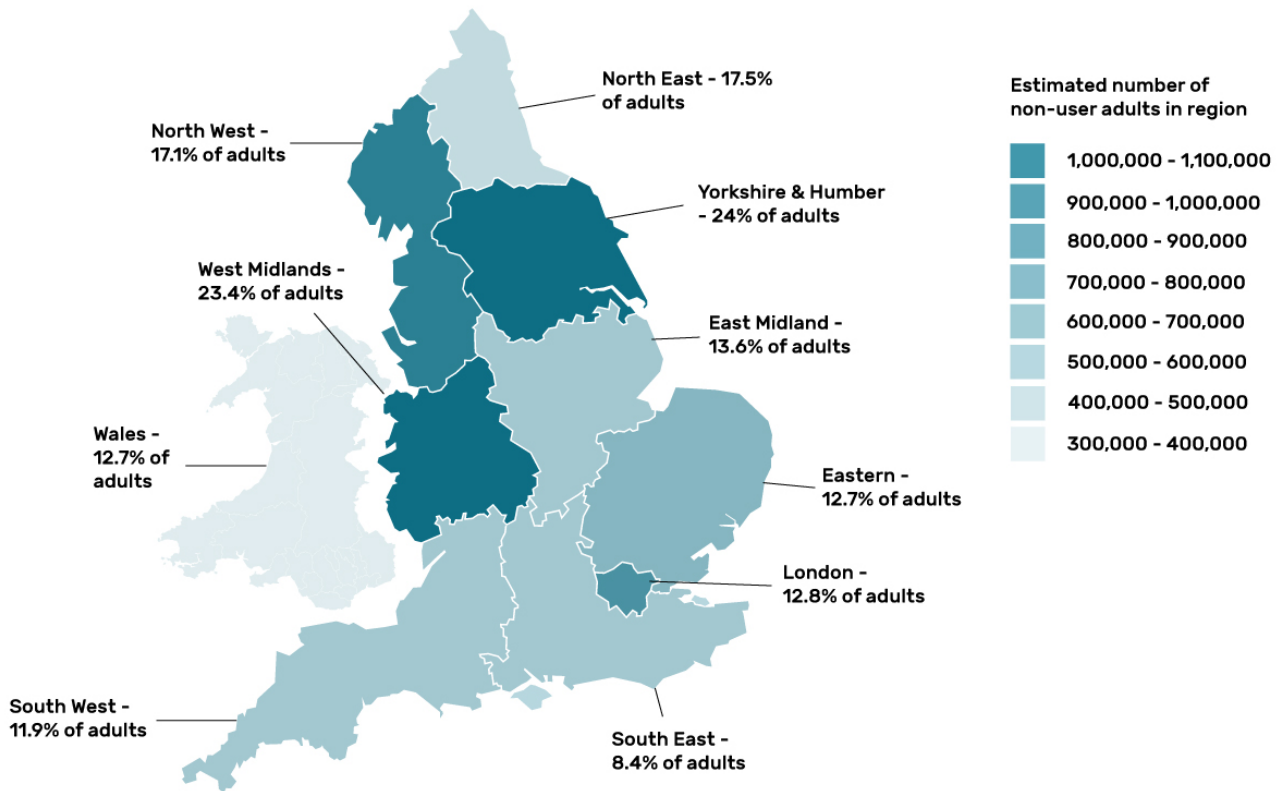 North East - 17.5%
of adults
North West -
17.1% of adults
Yorkshire & Humber
- 24% of adults
West Midlands -
23.4% of adults
East Midland -
13.6% of adults
Wales -
12.7% of
adults
Eastern -
12.7% of adults
London -
12.8% of adults
South West -
11.9% of adults
South East -
8.4% of adults
Estimated number of
non-user adults in region
1,000,000 - 1,100,000
900,000 - 1,000,000
800,000 - 900,000
700,000 - 800,000
600,000 - 700,000
500,000 - 600,000
400,000 - 500,000
300,000 - 400,000